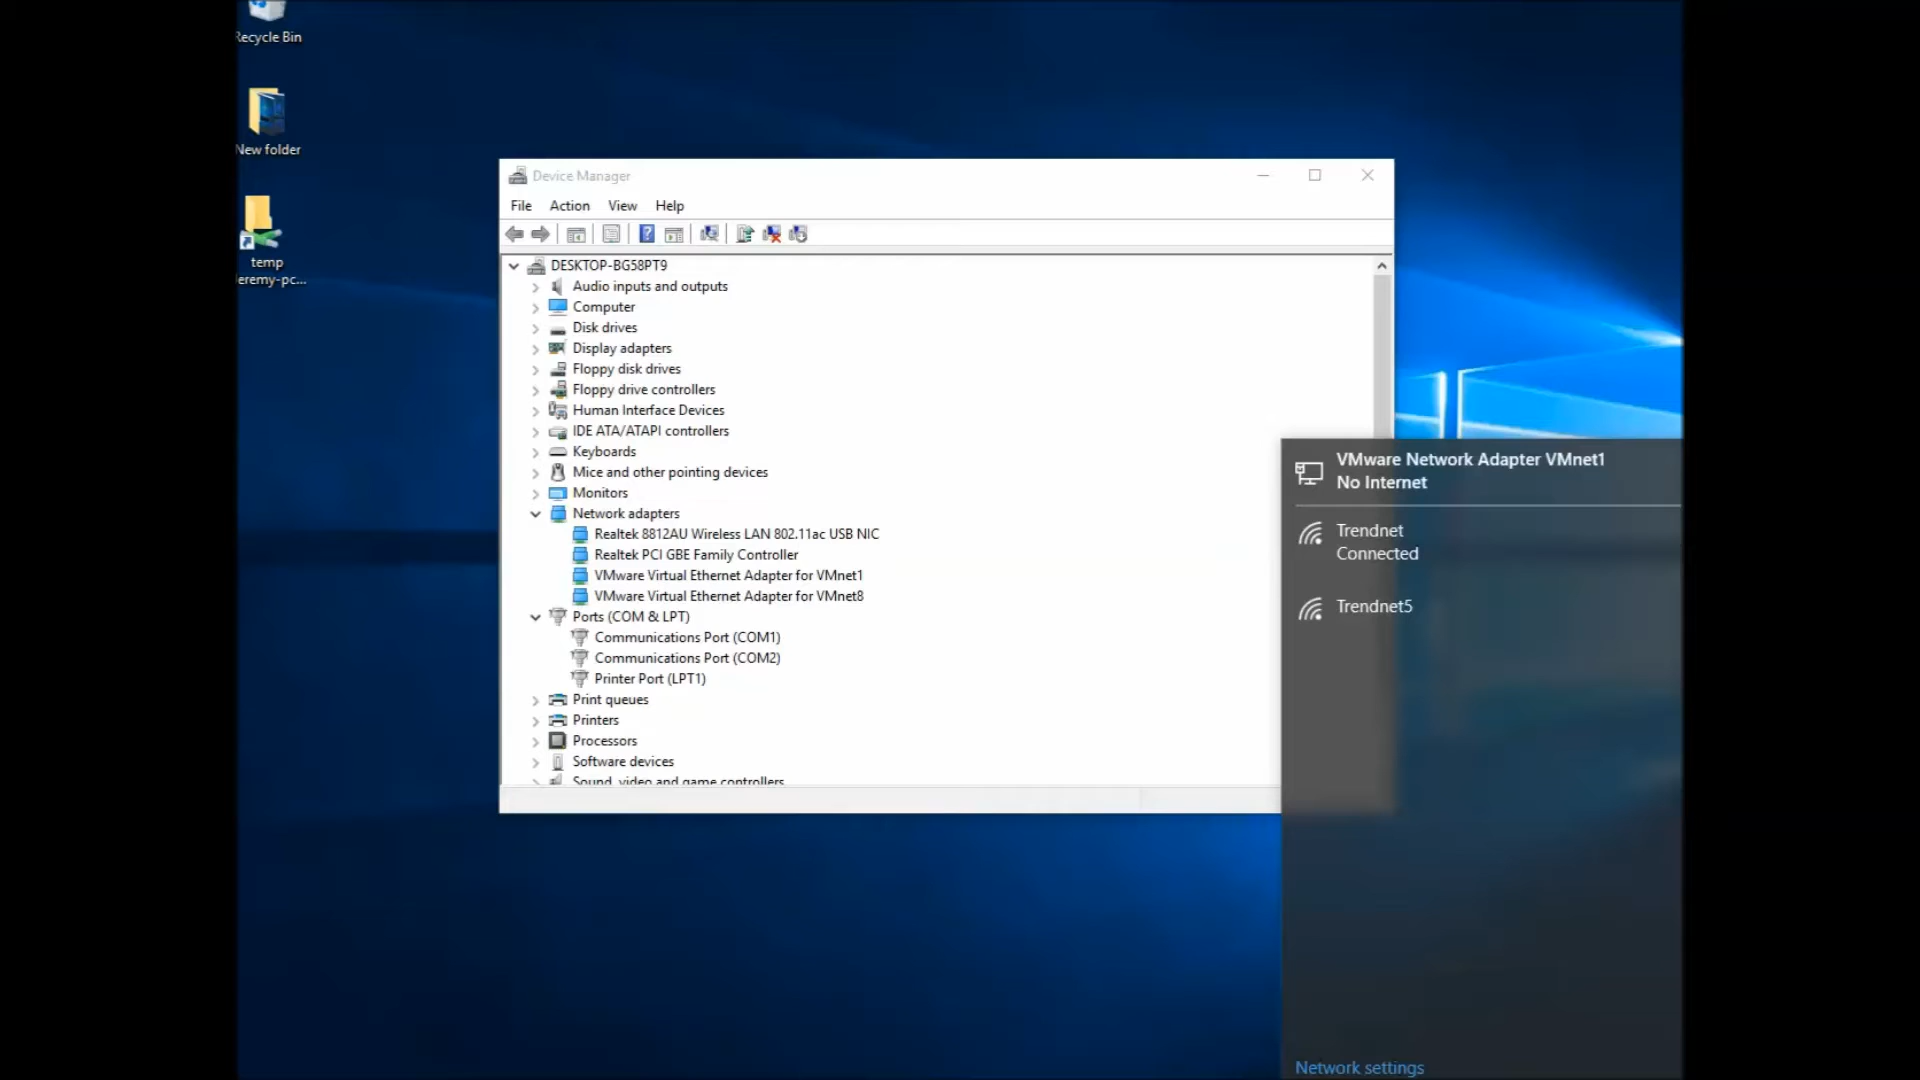 Recycle Bin
New folder
temp
eremy-pc...
Device Manager
File Action View Help
DESKTOP-BG58PT9
Audio inputs and outputs
Computer
Disk drives
Display adapters
Floppy disk drives
Floppy drive controllers
Human Interface Devices
IDE ATA/ATAPI controllers
Keyboards
Mice and other pointing devices
Monitors
Network adapters
Realtek 8812AU Wireless LAN 802.11ac USB NIC
Realtek PCI GBE Family Controller
VMware Virtual Ethernet Adapter for VMnet1
VMware Virtual Ethernet Adapter for VMnet8
Ports (COM & LPT)
Communications Port (COM1)
Communications Port (COM2)
Printer Port (LPT1)
Print queues
Printers
Processors
Software devices
Sound, video and game controllers
VMware Network Adapter VMnet1
No Internet
Trendnet
Connected
Trendnet5
Network settings